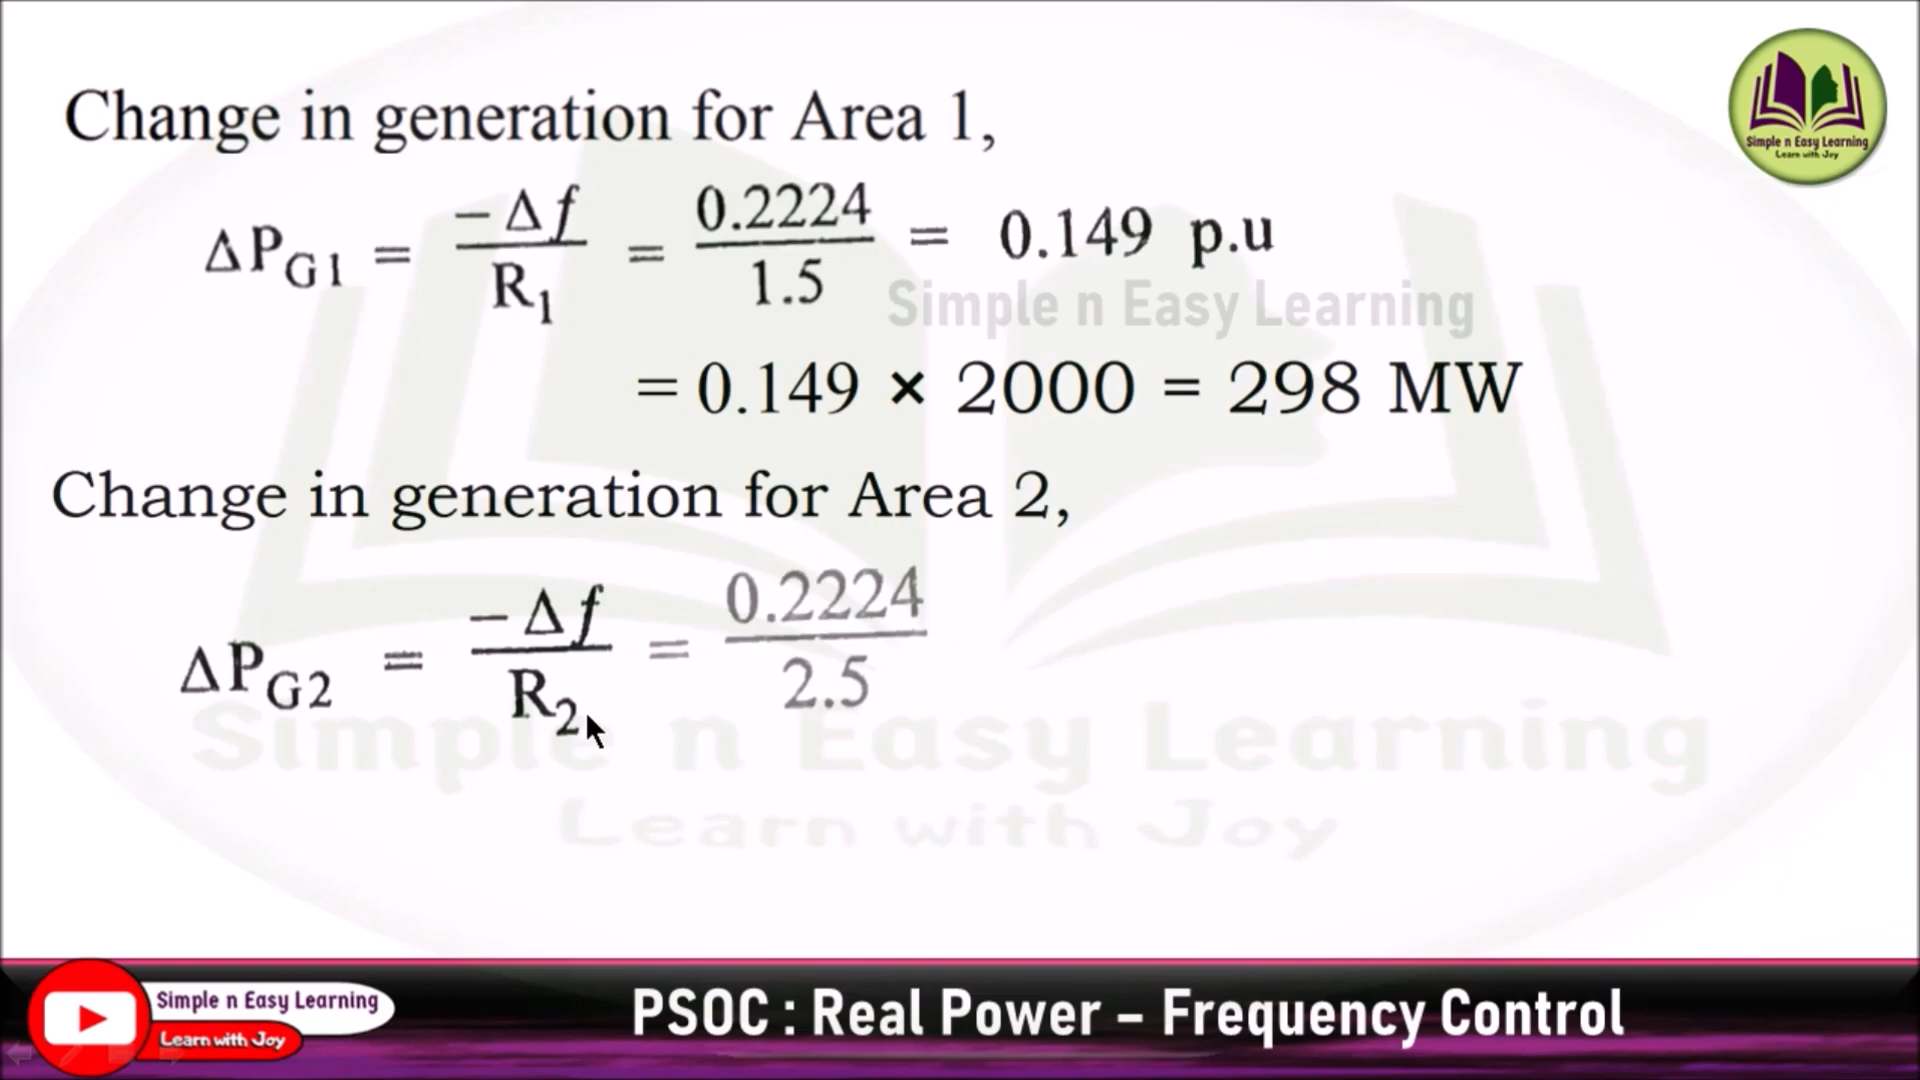 Change in generation for Area 1,
ΔP_G1 = −Δf / R_1 = 0.2224 / 1.5 = 0.149 p.u
= 0.149 × 2000 = 298 MW
Change in generation for Area 2,
ΔP_G2 = −Δf / R_2 = 0.2224 / 2.5
Simple n Easy Learning
Learn with Joy
Simple n Easy Learning
Simple n Easy Learning
Learn with Joy
Simple n Easy Learning
Learn with Joy
PSOC : Real Power – Frequency Control